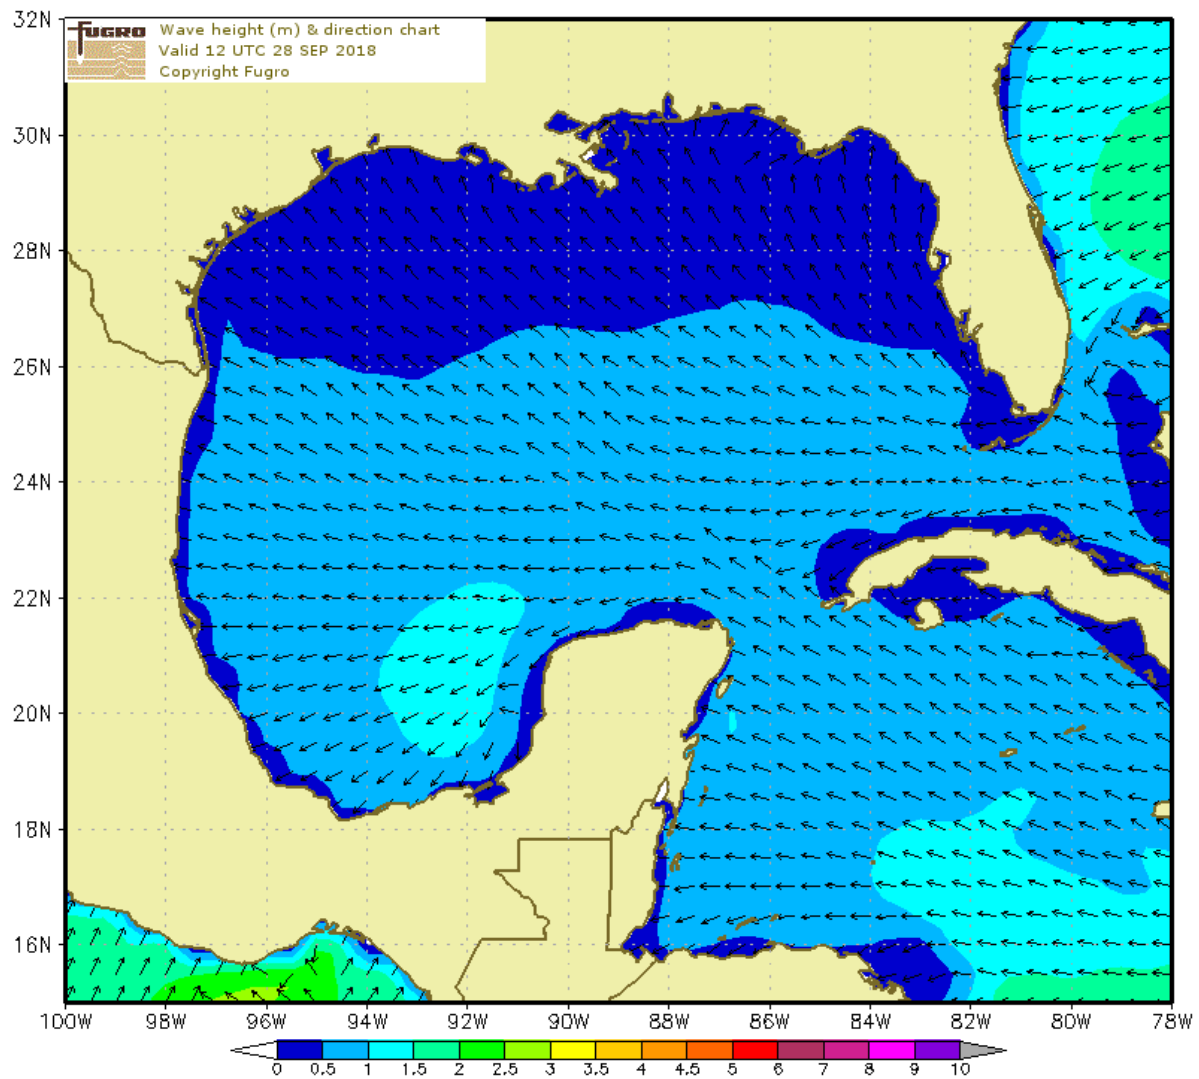 fugro
Wave height (m) & direction chart
Valid 12 UTC 28 SEP 2018
Copyright Fugro
32N
30N
28N
26N
24N
22N
20N
18N
16N
100W 98W 96W 94W 92W 90W 88W 86W 84W 82W 80W 78W
0 0.5 1 1.5 2 2.5 3 3.5 4 4.5 5 6 7 8 9 10